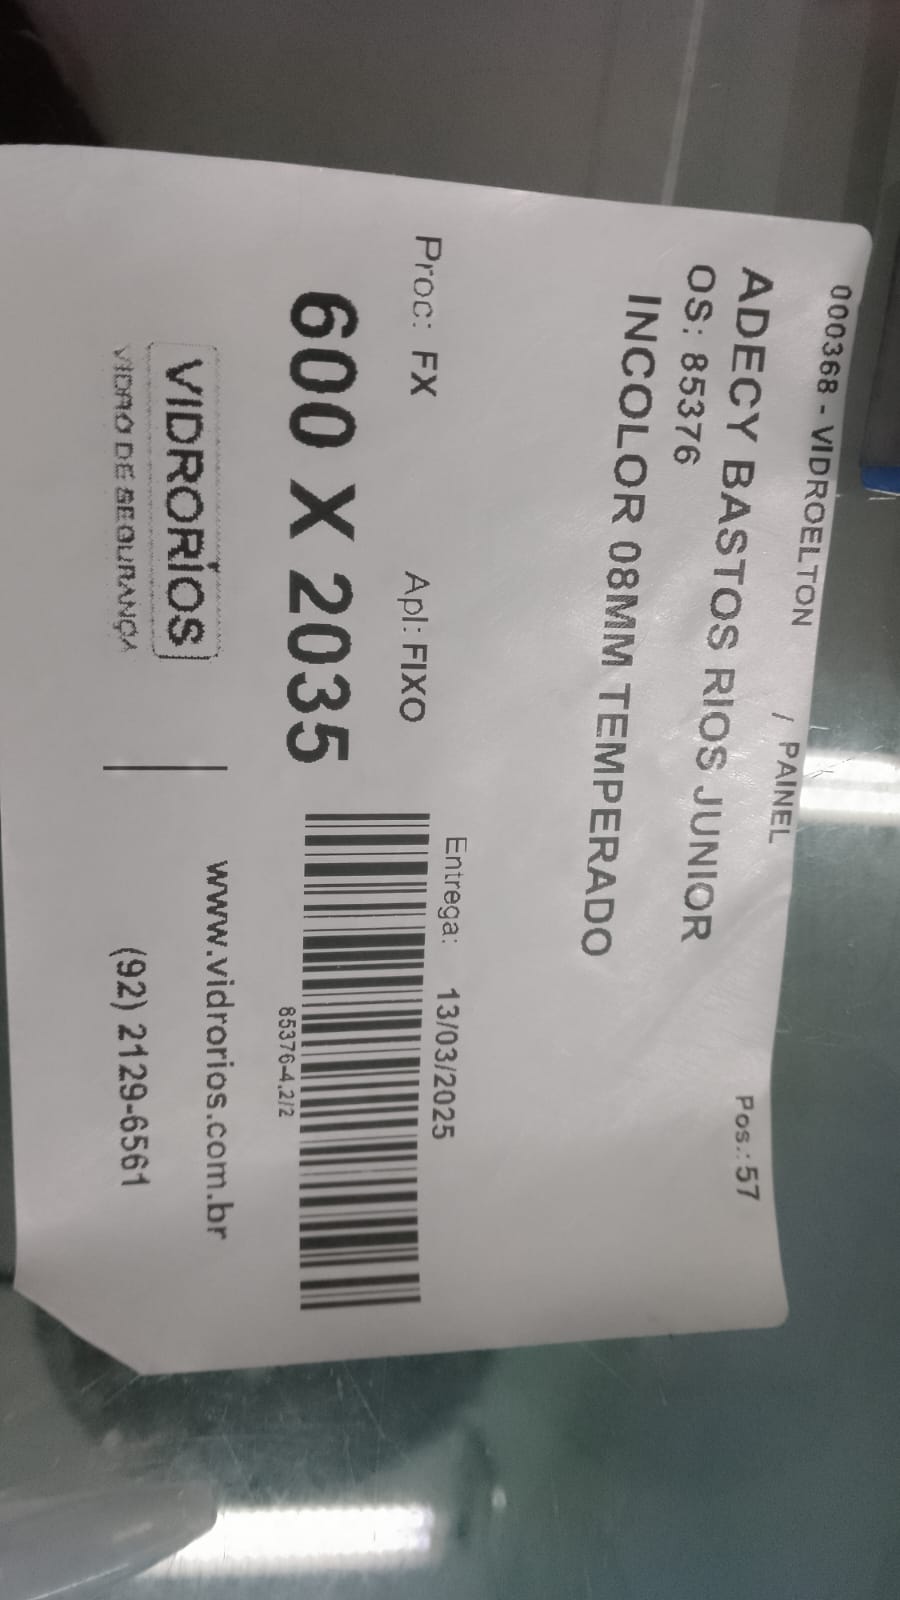 000368 - VIDROELTON / PAINEL Pos.: 57
ADECY BASTOS RIOS JUNIOR
OS: 85376
INCOLOR 08MM TEMPERADO
Proc: FX Apl: FIXO Entrega: 13/03/2025
600 X 2035
85376-4.2/2
VIDRORÍOS
VIDRO DE SEGURANÇA
www.vidrorios.com.br
(92) 2129-6561